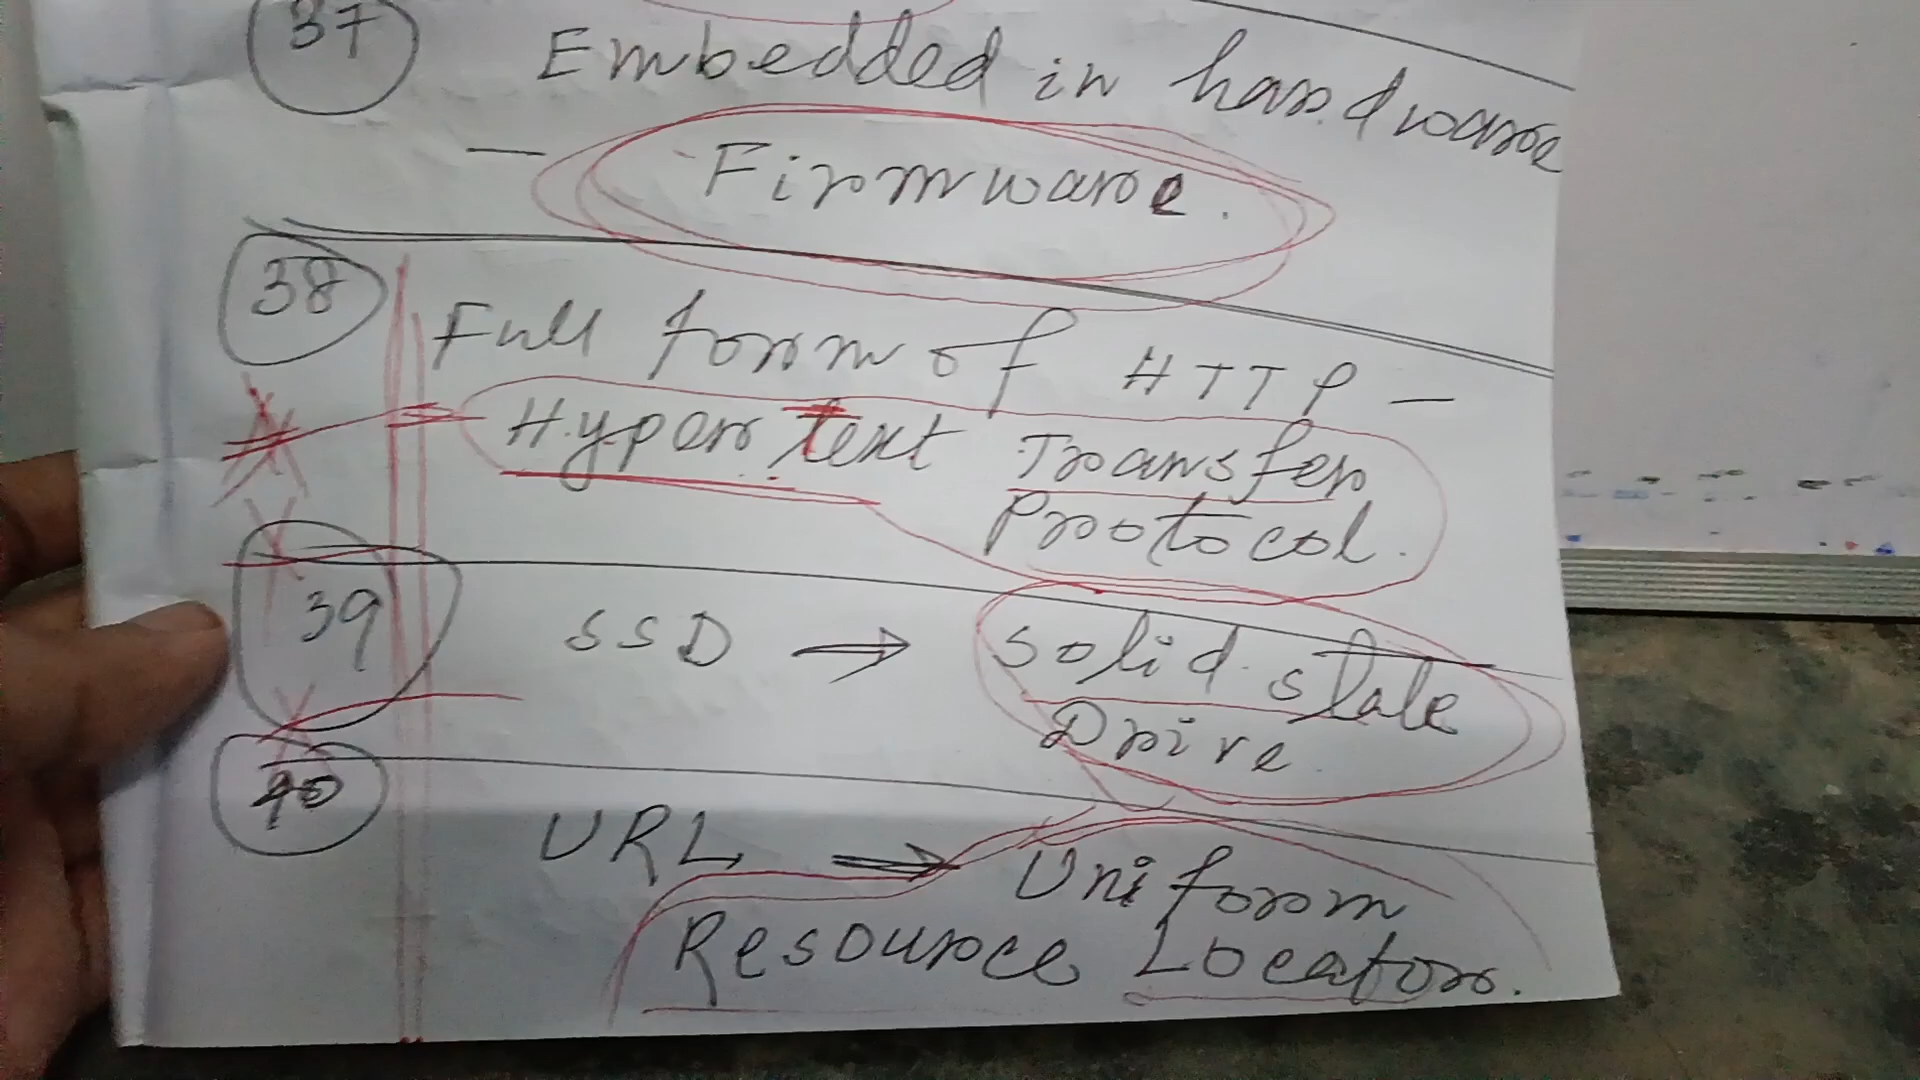 37 Embedded in hardware
— Firmware.
38 Full form of HTTP —
Hyper text Transfer
Protocol.
39 SSD → Solid state
Drive.
40 URL ⇒ Uniform
Resource Locator.